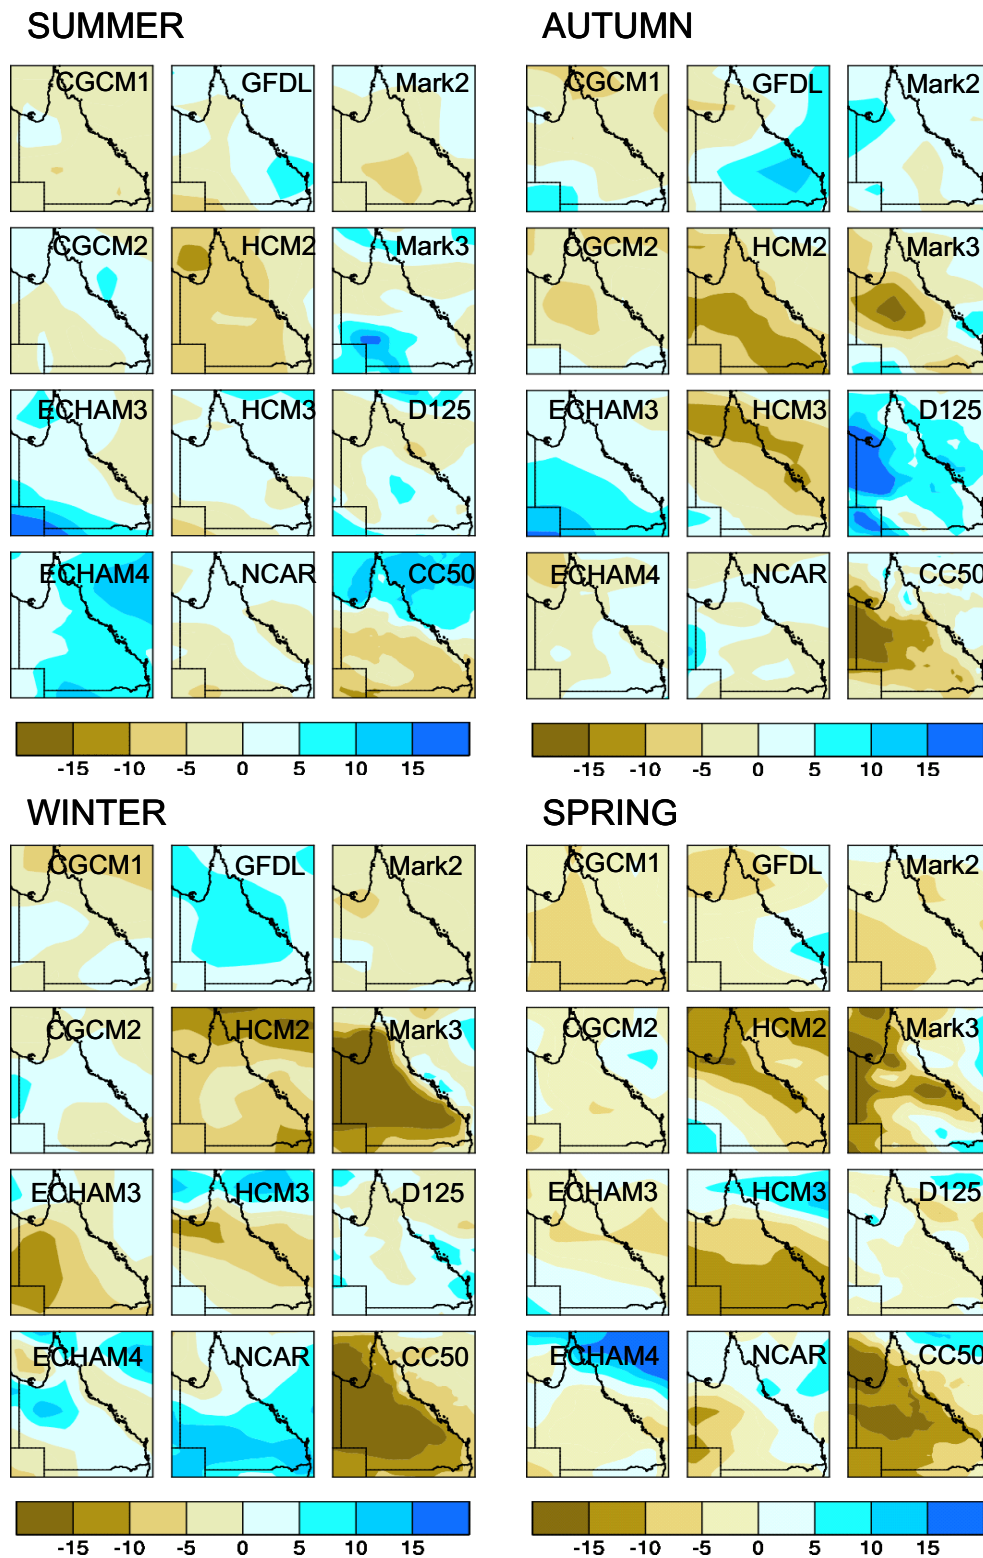 SUMMER AUTUMN
CGCM1 GFDL Mark2 CGCM1 GFDL Mark2
CGCM2 HCM2 Mark3 CGCM2 HCM2 Mark3
ECHAM3 HCM3 D125 ECHAM3 HCM3 D125
ECHAM4 NCAR CC50 ECHAM4 NCAR CC50
-15 -10 -5 0 5 10 15 -15 -10 -5 0 5 10 15
WINTER SPRING
CGCM1 GFDL Mark2 CGCM1 GFDL Mark2
CGCM2 HCM2 Mark3 CGCM2 HCM2 Mark3
ECHAM3 HCM3 D125 ECHAM3 HCM3 D125
ECHAM4 NCAR CC50 ECHAM4 NCAR CC50
-15 -10 -5 0 5 10 15 -15 -10 -5 0 5 10 15